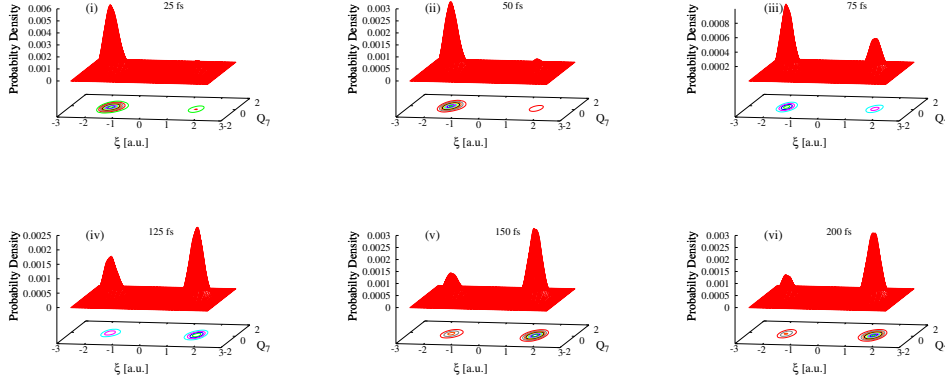 (i) 25 fs
Probability Density
0.006
0.005
0.004
0.003
0.002
0.001
0
-3 -2 -1 0 1 2 3
-2 0 2
ξ [a.u.]
Q7
(ii) 50 fs
Probability Density
0.003
0.0025
0.002
0.0015
0.001
0.0005
0
-3 -2 -1 0 1 2 3
-2 0 2
ξ [a.u.]
Q7
(iii) 75 fs
Probability Density
0.0008
0.0006
0.0004
0.0002
-3 -2 -1 0 1 2 3
-2 0 2
ξ [a.u.]
Q
(iv) 125 fs
Probability Density
0.0025
0.002
0.0015
0.001
0.0005
0
-3 -2 -1 0 1 2 3
-2 0 2
ξ [a.u.]
Q7
(v) 150 fs
Probability Density
0.003
0.0025
0.002
0.0015
0.001
0.0005
0
-3 -2 -1 0 1 2 3
-2 0 2
ξ [a.u.]
Q7
(vi) 200 fs
Probability Density
0.003
0.0025
0.002
0.0015
0.001
0.0005
0
-3 -2 -1 0 1 2 3
-2 0 2
ξ [a.u.]
Q